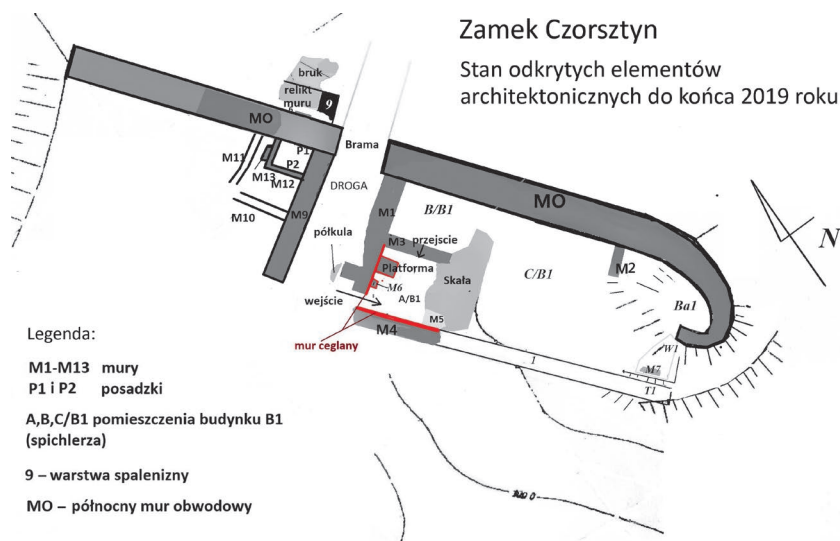 Zamek Czorsztyn
Stan odkrytych elementów
architektonicznych do końca 2019 roku
bruk
relikt
muru
9
MO
Brama
P1
P2
M11
M13
M12
M10
M9
DROGA
M1
B/B1
MO
półkula
M3
przejście
Platforma
M6
A/B1
Skała
C/B1
M2
Ba1
N
wejście
M5
M4
mur ceglany
1
W1
M7
T1
Legenda:
M1-M13 mury
P1 i P2 posadzki
A,B,C/B1 pomieszczenia budynku B1
(spichlerza)
9 – warstwa spalenizny
MO – północny mur obwodowy